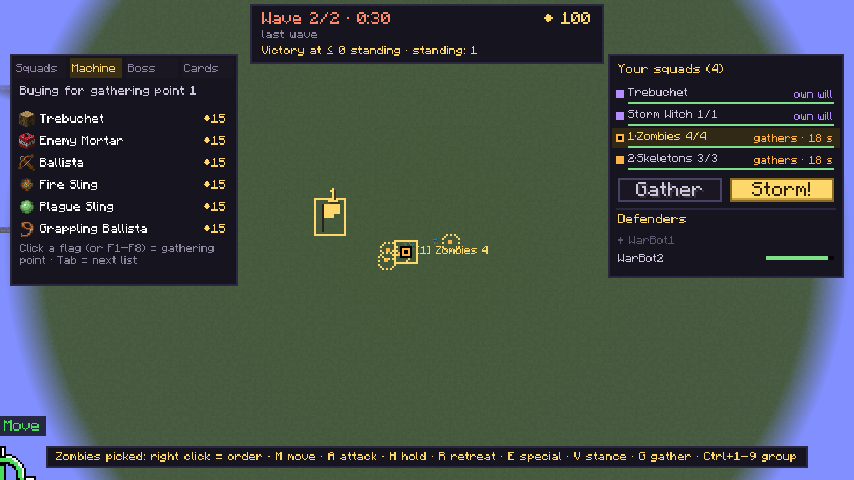 Wave 2/2 · 0:30 100
last wave
Victory at ≤ 0 standing · standing: 1
Squads Machine Boss Cards
Buying for gathering point 1
Trebuchet 15
Enemy Mortar 15
Ballista 15
Fire Sling 15
Plague Sling 15
Grappling Ballista 15
Click a flag (or F1-F8) = gathering
point · Tab = next list
1
[1] Zombies 4
Your squads (4)
Trebuchet own will
Storm Witch 1/1 own will
1·Zombies 4/4 gathers · 18 s
2·Skeletons 3/3 gathers · 18 s
Gather Storm!
Defenders
+ WarBot1
WarBot2
Move
Zombies picked: right click = order · M move · A attack · H hold · R retreat · E special · V stance · G gather · Ctrl+1-9 group